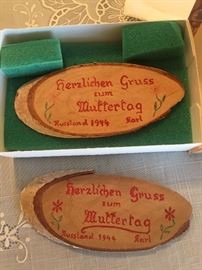 Herzlichen Gruss
zum
Muttertag
Russland 1944 Karl
Herzlichen Gruss
zum
Muttertag
Russland 1944 Karl